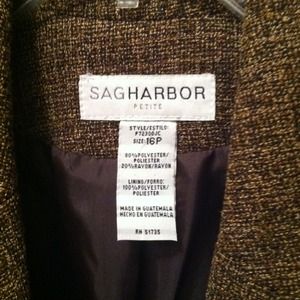 SAGHARBOR
PETITE
STYLE/ESTILO:
P72300JC
SIZE: 16P
80%POLYESTER/
POLIESTER
20%RAYON/RAYON
LINING/FORRO:
100%POLYESTER/
POLIESTER
MADE IN GUATEMALA
HECHO EN GUATEMALA
RN 51735